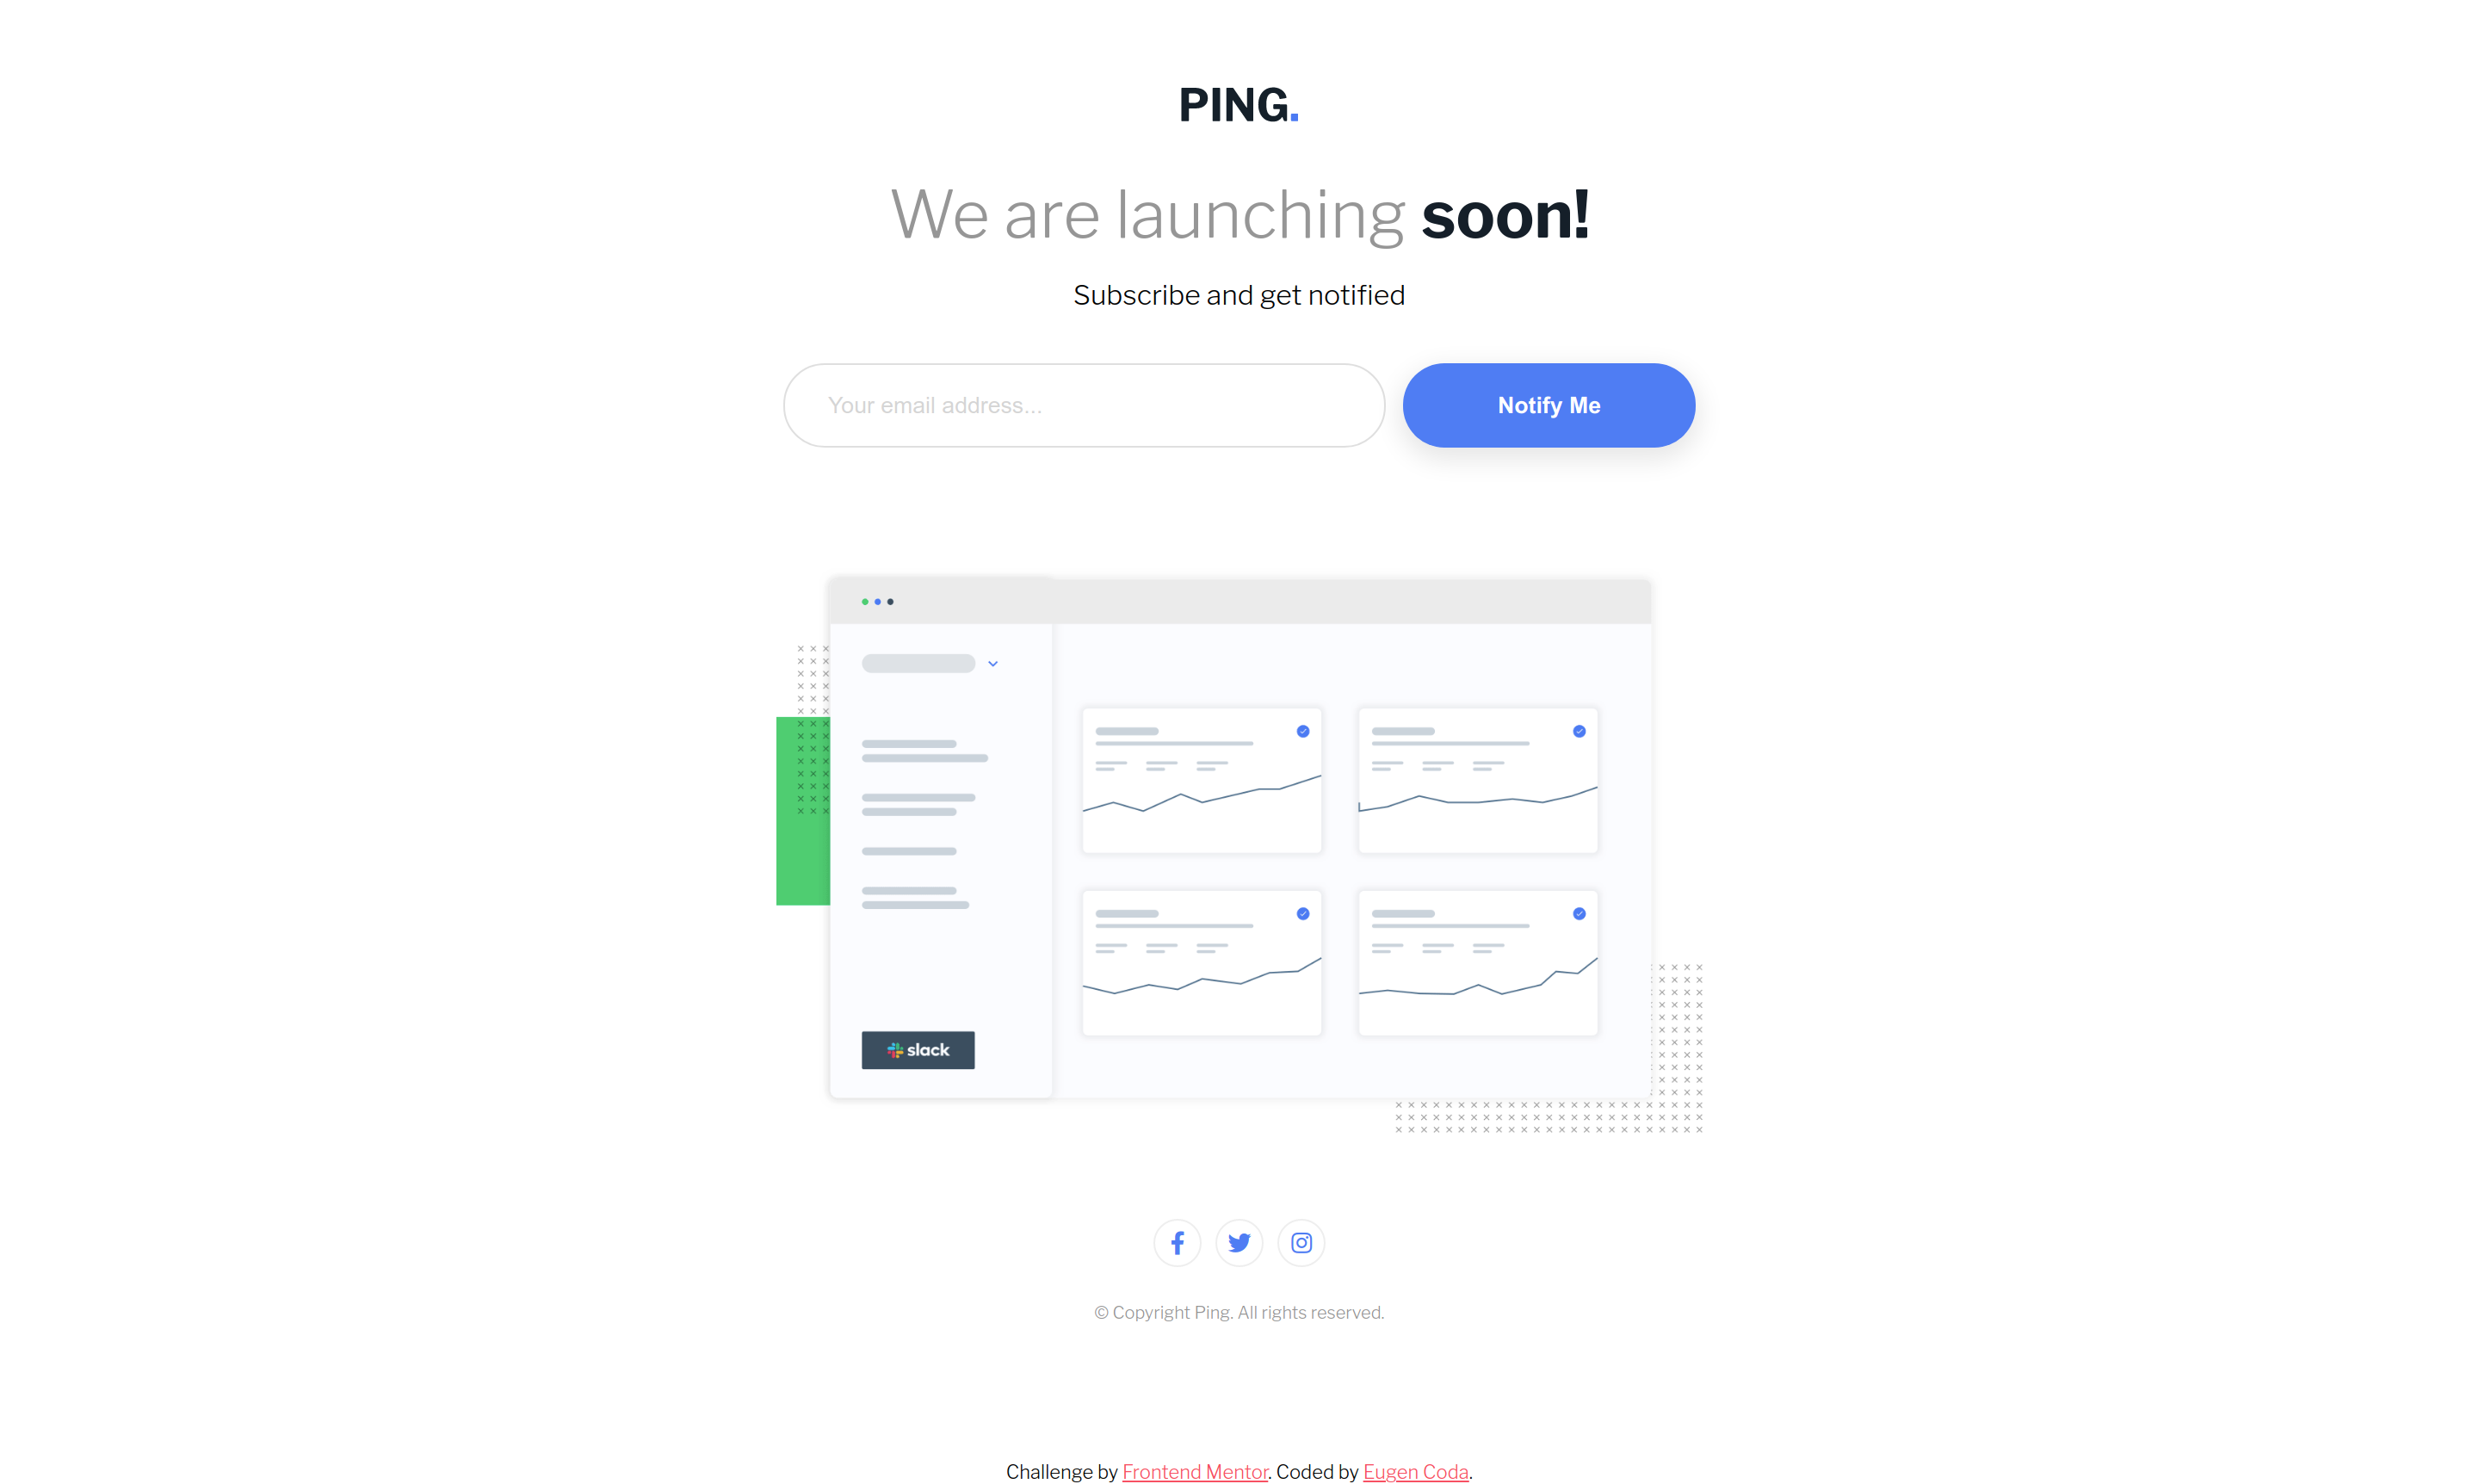 PING.
We are launching soon!
Subscribe and get notified
Your email address...
Notify Me
slack
© Copyright Ping. All rights reserved.
Challenge by Frontend Mentor. Coded by Eugen Coda.